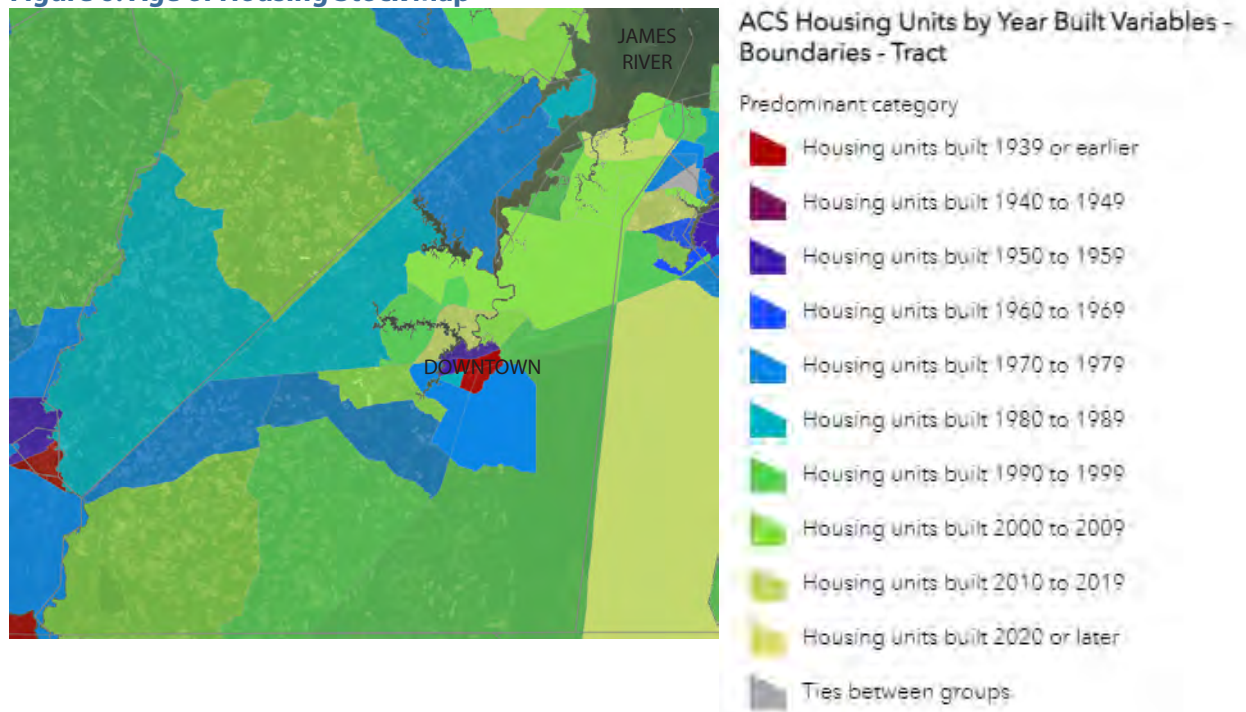 JAMES
RIVER
DOWNTOWN
ACS Housing Units by Year Built Variables -
Boundaries - Tract
Predominant category
Housing units built 1939 or earlier
Housing units built 1940 to 1949
Housing units built 1950 to 1959
Housing units built 1960 to 1969
Housing units built 1970 to 1979
Housing units built 1980 to 1989
Housing units built 1990 to 1999
Housing units built 2000 to 2009
Housing units built 2010 to 2019
Housing units built 2020 or later
Ties between groups